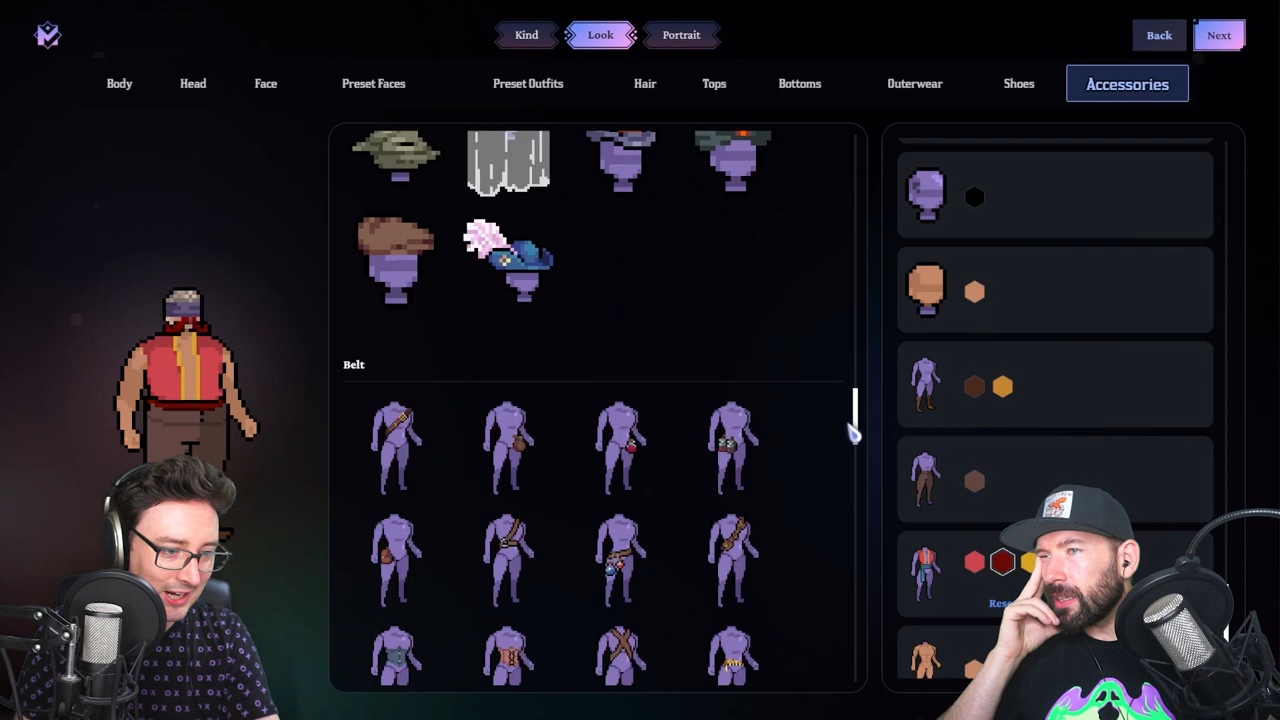 Kind Look Portrait Back Next
Body Head Face Preset Faces Preset Outfits Hair Tops Bottoms Outerwear Shoes Accessories
Belt